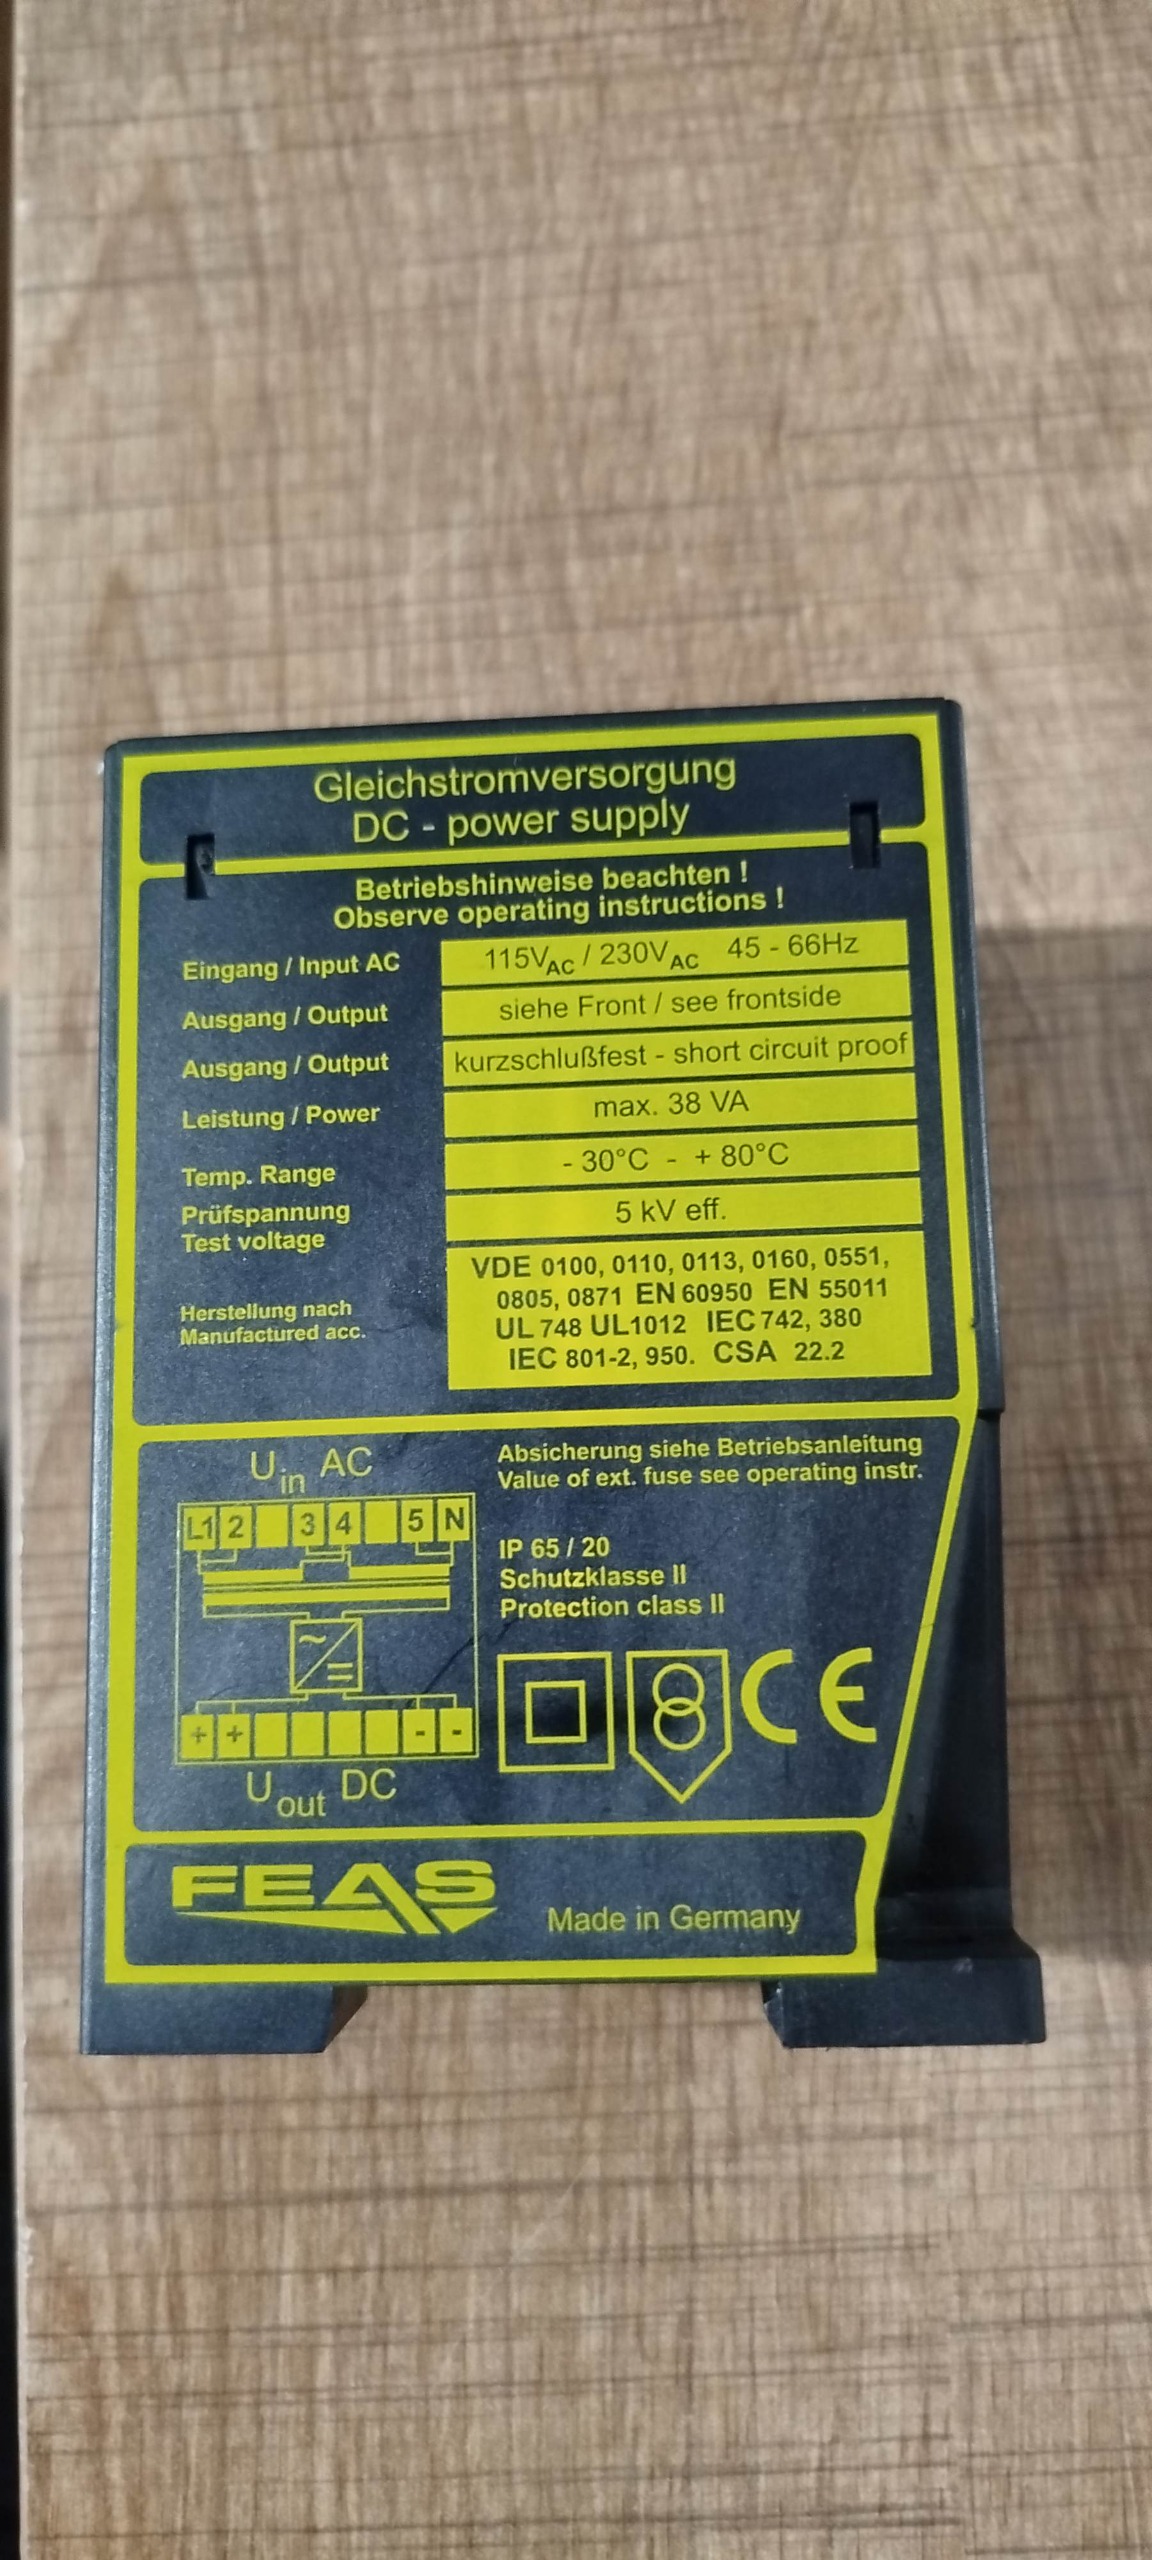 Gleichstromversorgung
DC - power supply
Betriebshinweise beachten !
Observe operating instructions !
Eingang / Input AC 115VAC / 230VAC 45 - 66Hz
Ausgang / Output siehe Front / see frontside
Ausgang / Output kurzschlußfest - short circuit proof
Leistung / Power max. 38 VA
Temp. Range - 30°C - + 80°C
Prüfspannung
Test voltage 5 kV eff.
Herstellung nach
Manufactured acc.
VDE 0100, 0110, 0113, 0160, 0551,
0805, 0871 EN 60950 EN 55011
UL 748 UL1012 IEC 742, 380
IEC 801-2, 950. CSA 22.2
Uin AC
L1 2 3 4 5 N
+ + - -
Uout DC
Absicherung siehe Betriebsanleitung
Value of ext. fuse see operating instr.
IP 65 / 20
Schutzklasse II
Protection class II
CE
FEAS
Made in Germany